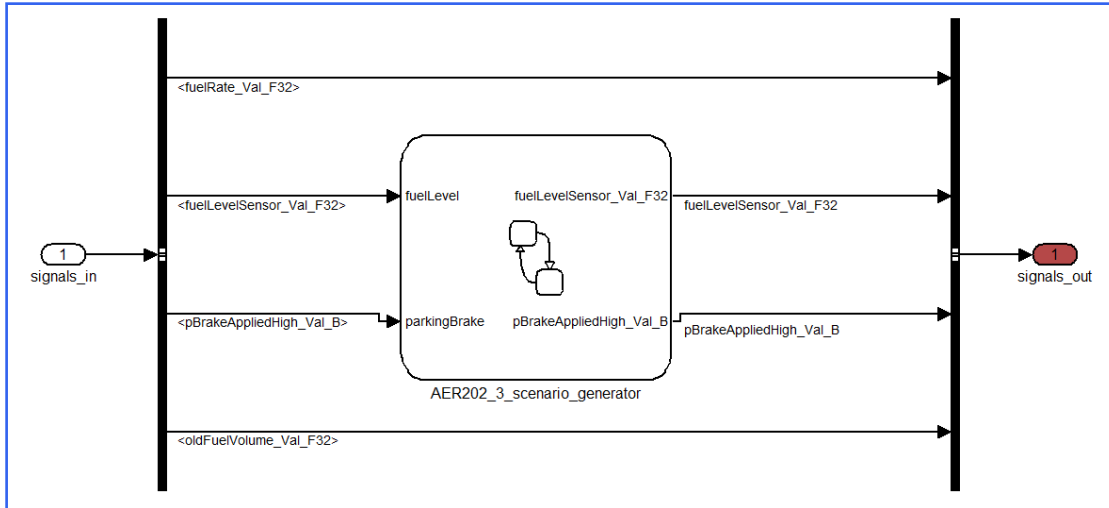 <fuelRate_Val_F32>
<fuelLevelSensor_Val_F32>
fuelLevel
fuelLevelSensor_Val_F32
fuelLevelSensor_Val_F32
1
signals_in
1
signals_out
<pBrakeAppliedHigh_Val_B>
parkingBrake
pBrakeAppliedHigh_Val_B
pBrakeAppliedHigh_Val_B
AER202_3_scenario_generator
<oldFuelVolume_Val_F32>